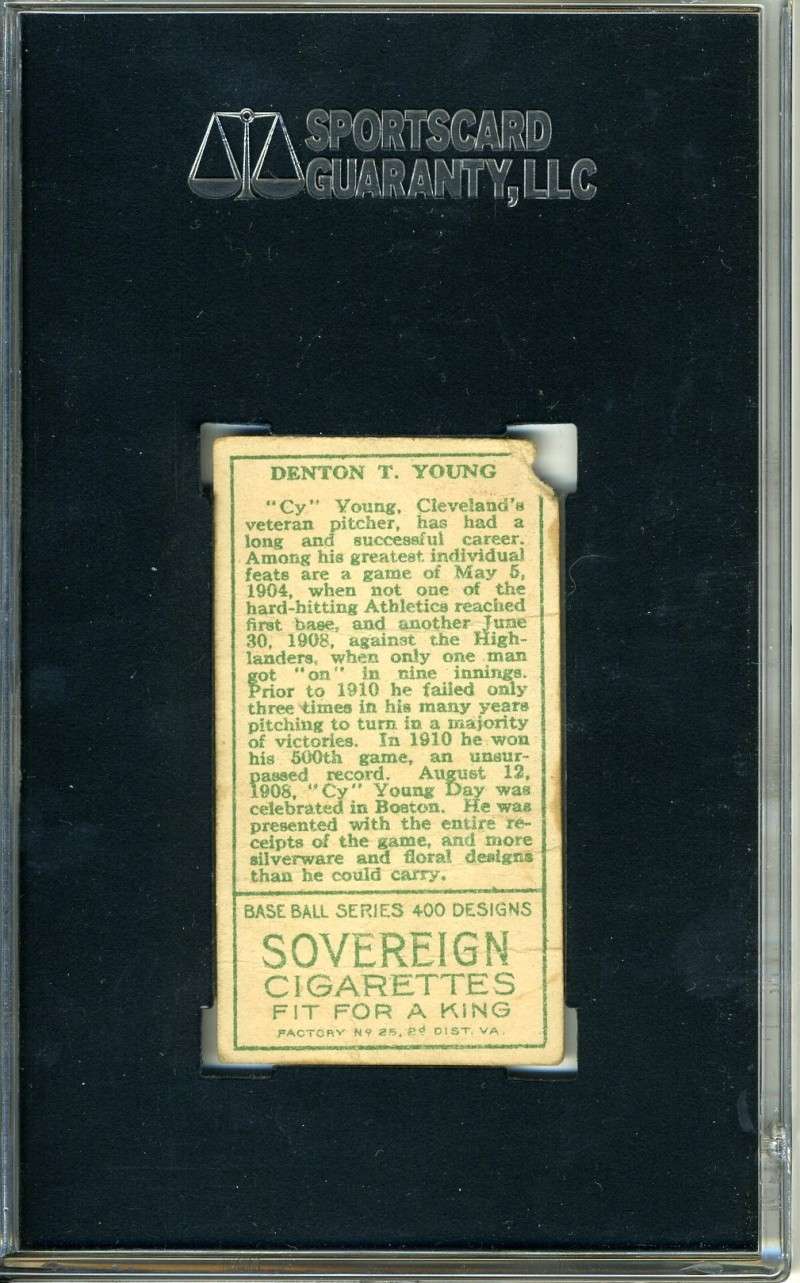 SPORTSCARD
GUARANTY, LLC
DENTON T. YOUNG
"Cy" Young, Cleveland's
veteran pitcher, has had a
long and successful career.
Among his greatest individual
feats are a game of May 5,
1904, when not one of the
hard-hitting Athletics reached
first base, and another June
30, 1908, against the High-
landers, when only one man
got "on" in nine innings.
Prior to 1910 he failed only
three times in his many years
pitching to turn in a majority
of victories. In 1910 he won
his 500th game, an unsur-
passed record. August 12,
1908, "Cy" Young Day was
celebrated in Boston. He was
presented with the entire re-
ceipts of the game, and more
silverware and floral designs
than he could carry.
BASE BALL SERIES 400 DESIGNS
SOVEREIGN
CIGARETTES
FIT FOR A KING
FACTORY Nº 25, 2d DIST. VA.